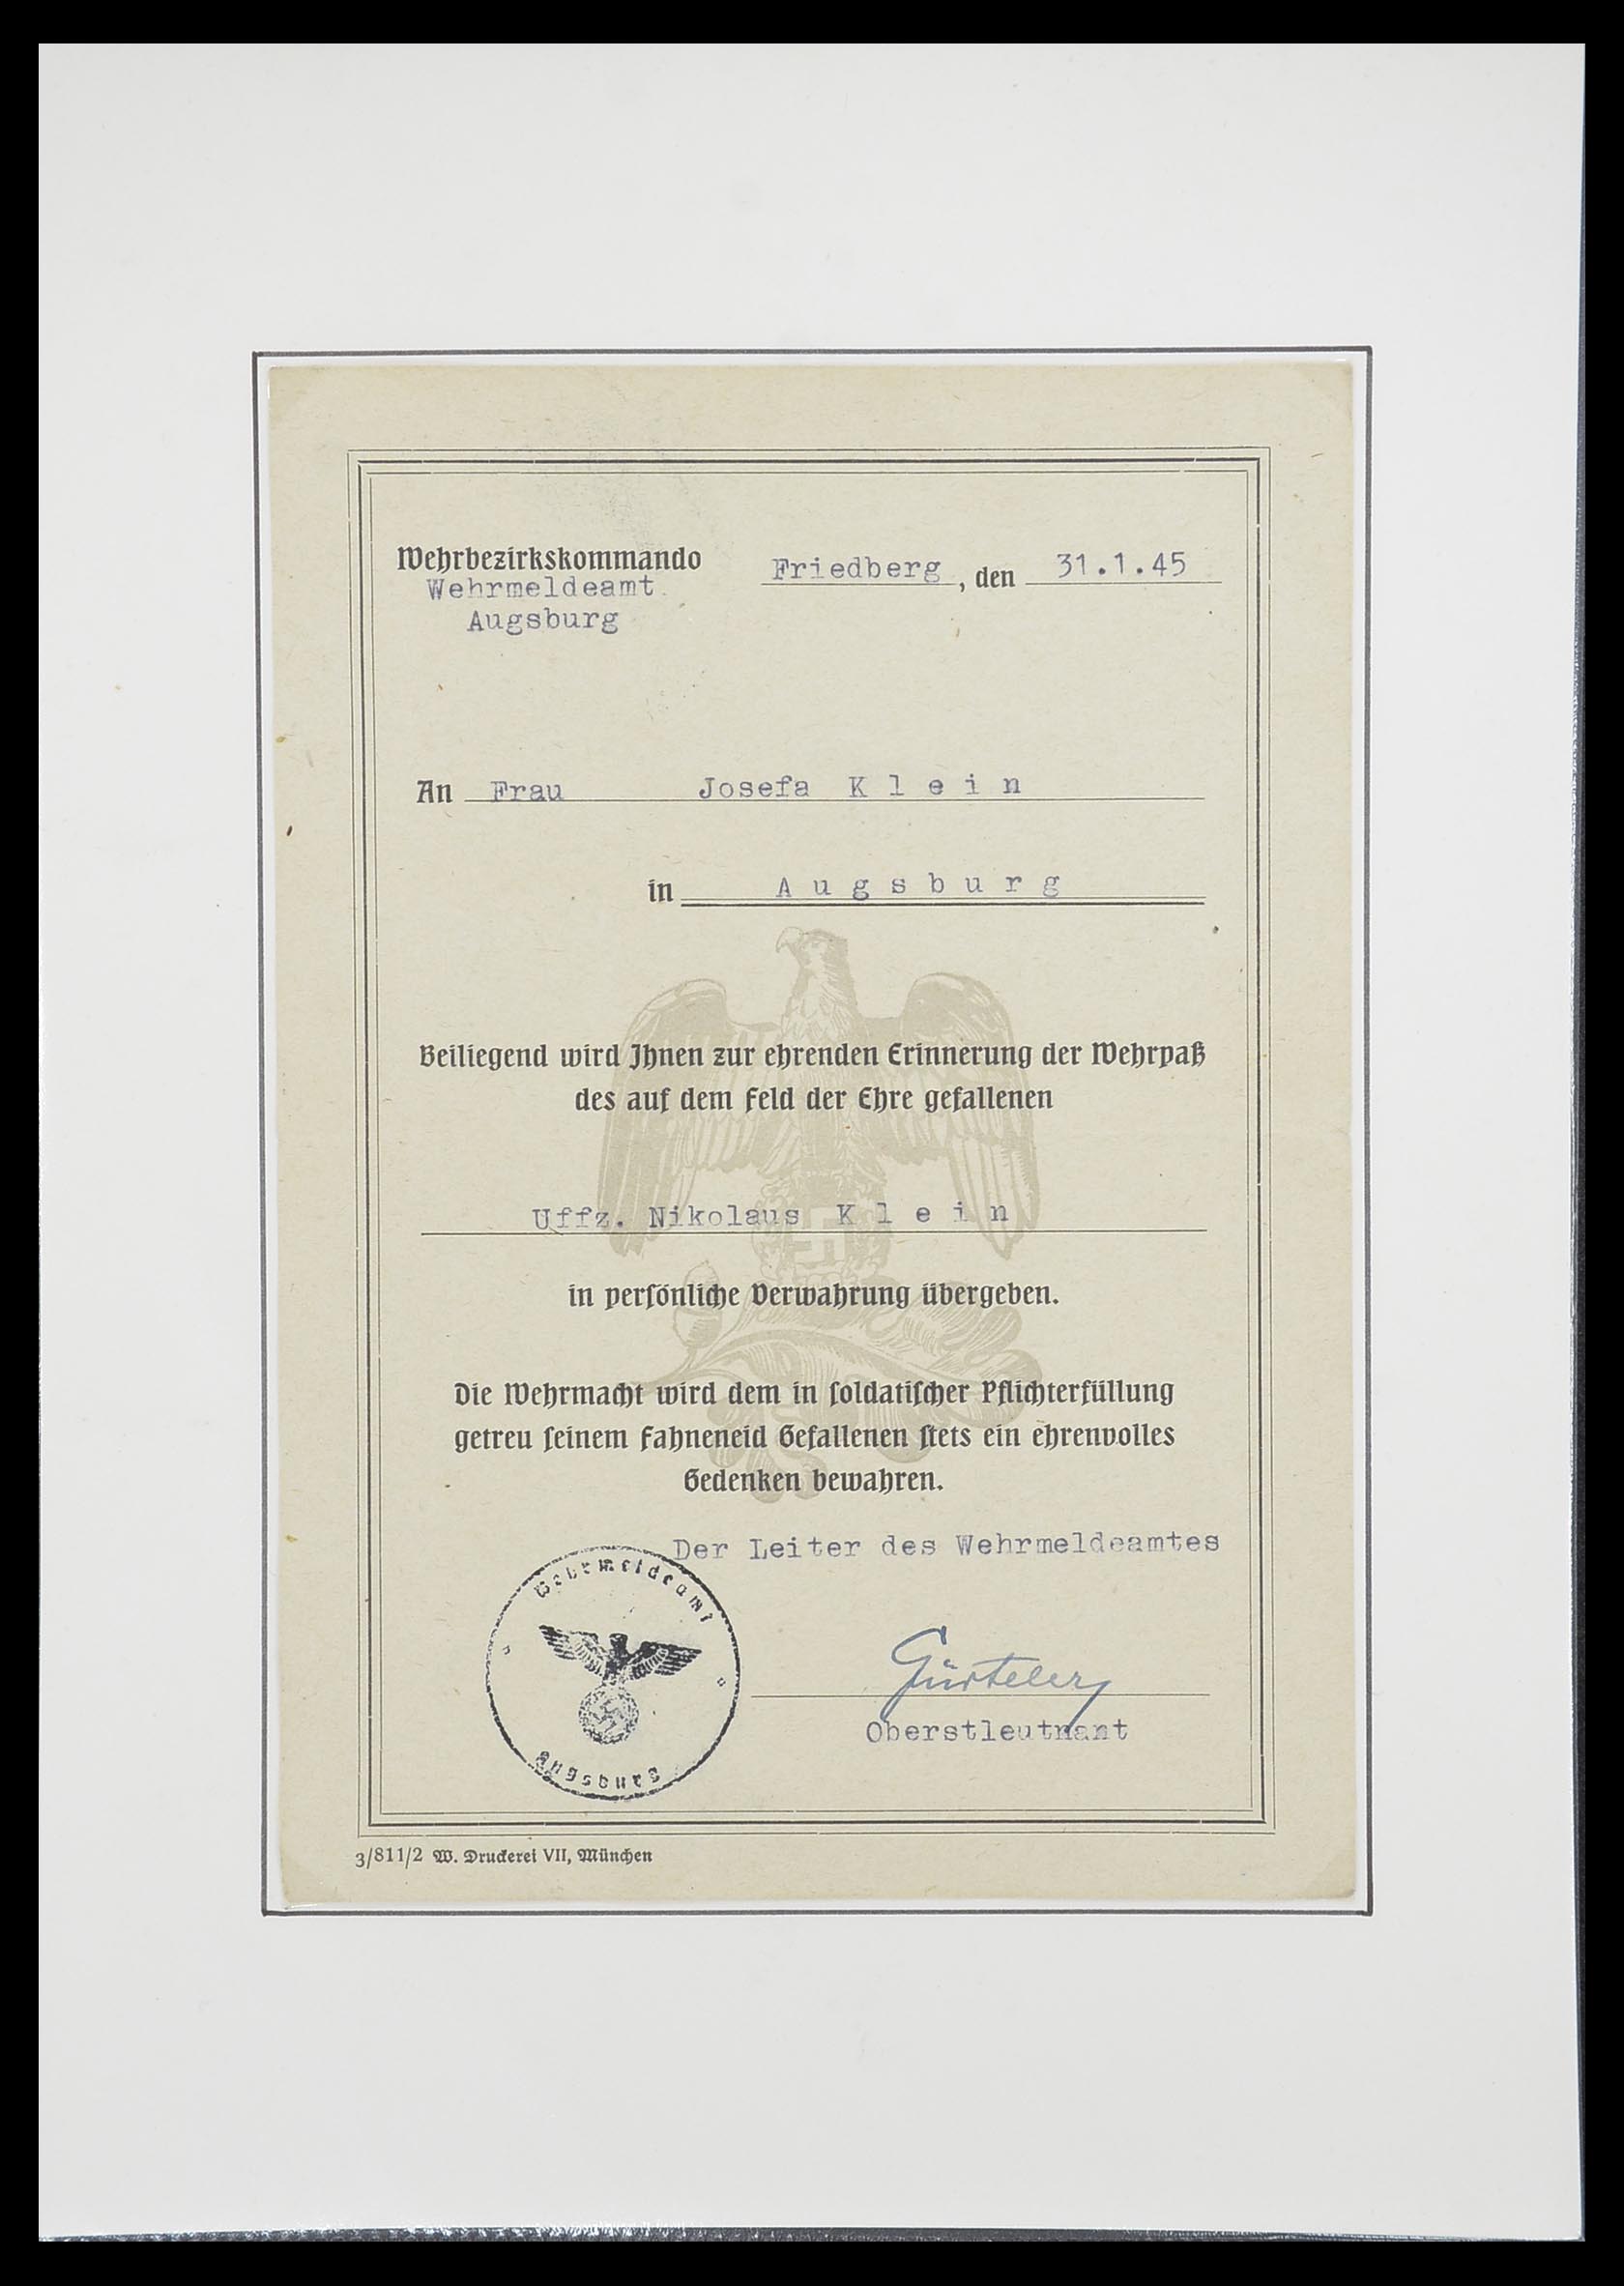 Wehrbezirkskommando
Wehrmeldeamt
Augsburg
Friedberg, den 31.1.45
An Frau Josefa Klein
in Augsburg
Beiliegend wird Ihnen zur ehrenden Erinnerung der Wehrpaß
des auf dem Feld der Ehre gefallenen
Uffz. Nikolaus Klein
in persönliche Verwahrung übergeben.
Die Wehrmacht wird dem in soldatischer Pflichterfüllung
getreu seinem Fahneneid Gefallenen stets ein ehrenvolles
Gedenken bewahren.
Der Leiter des Wehrmeldeamtes
Wehrmeldeamt
Augsburg
Oberstleutnant
3/811/2 W. Druckerei VII, München